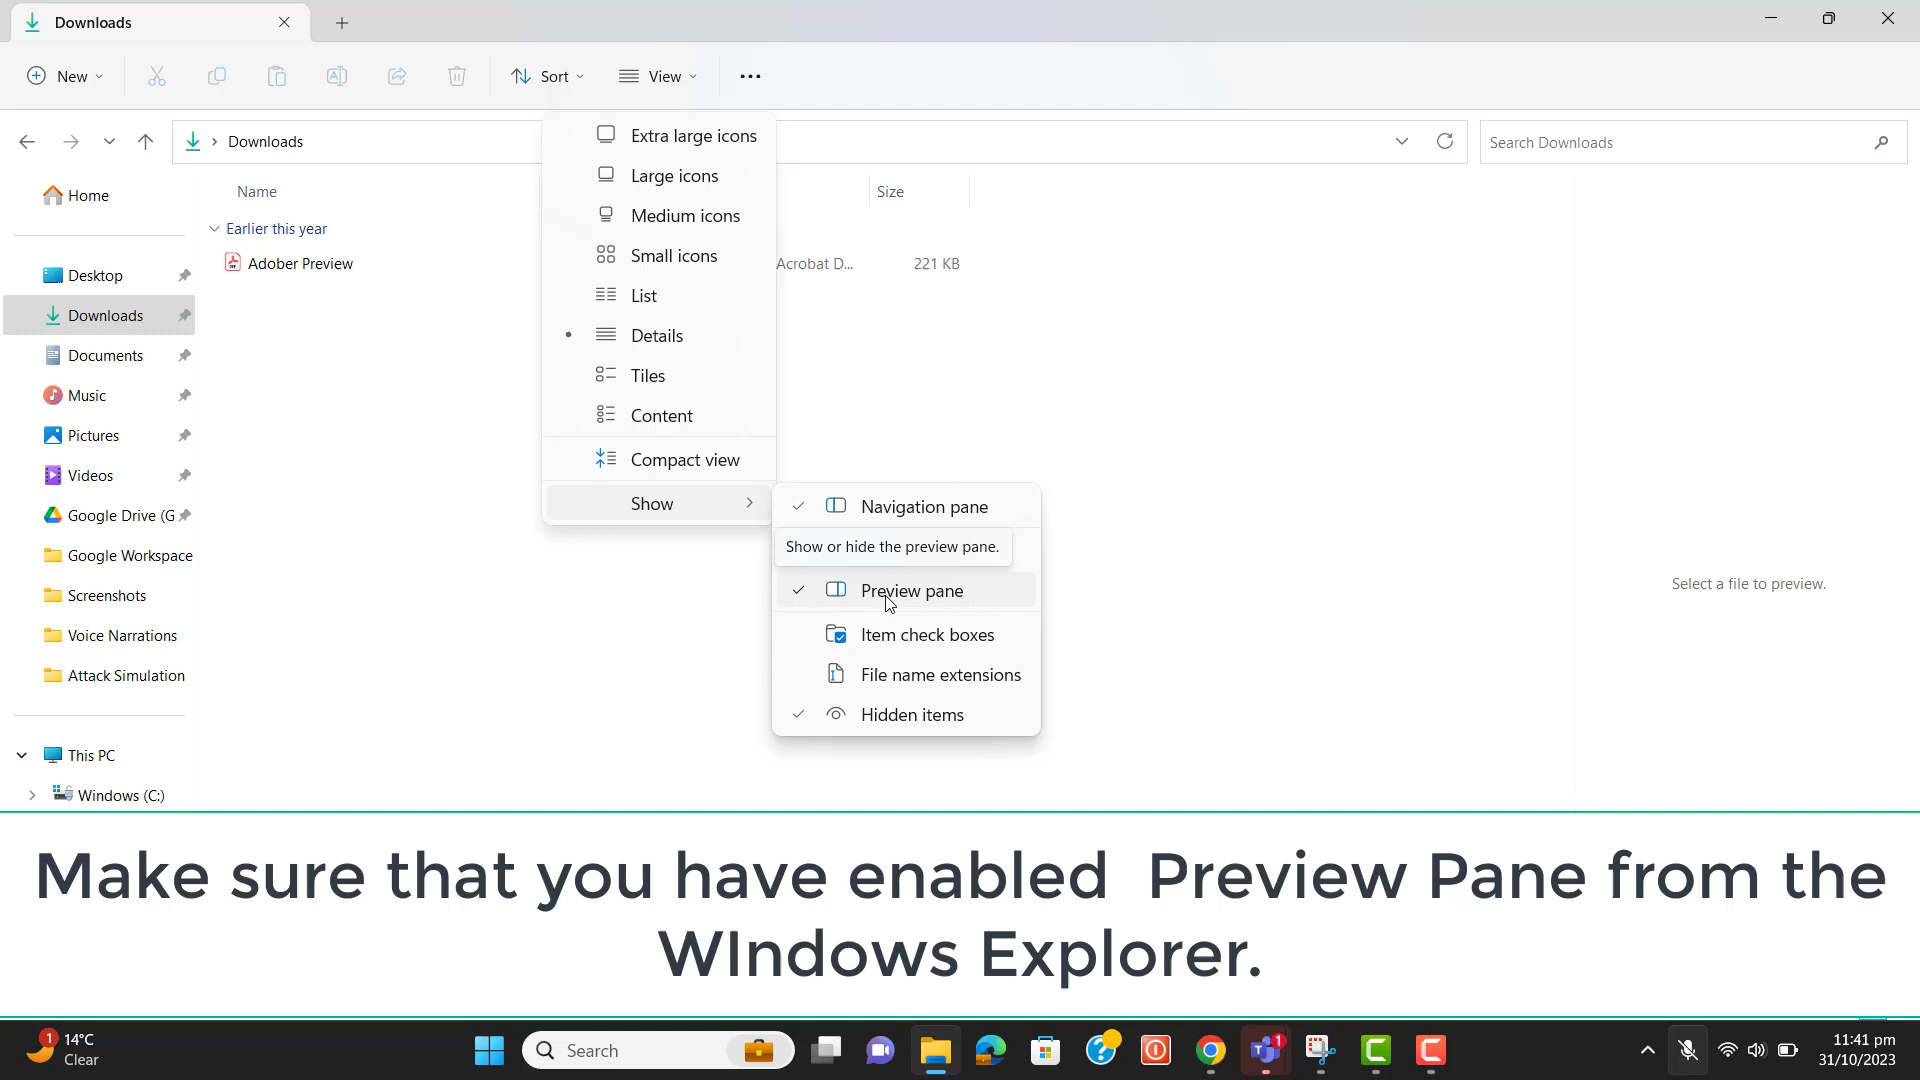 Downloads
New
Sort
View
Downloads
Search Downloads
Extra large icons
Large icons
Medium icons
Small icons
List
Details
Tiles
Content
Compact view
Show
Name
Size
Earlier this year
Adober Preview
Acrobat D...
221 KB
Home
Desktop
Downloads
Documents
Music
Pictures
Videos
Google Drive (G
Google Workspace
Screenshots
Voice Narrations
Attack Simulation
This PC
Windows (C:)
Navigation pane
Show or hide the preview pane.
Preview pane
Item check boxes
File name extensions
Hidden items
Select a file to preview.
Make sure that you have enabled  Preview Pane from the
WIndows Explorer.
1
14°C
Clear
Search
1
11:41 pm
31/10/2023